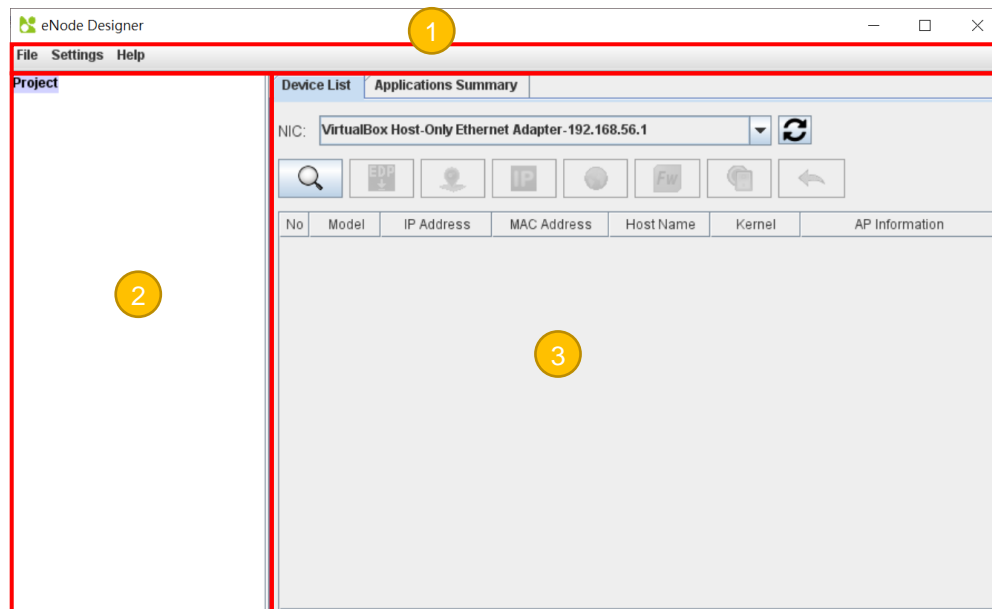 eNode Designer
1
File Settings Help
Project
Device List Applications Summary
NIC: VirtualBox Host-Only Ethernet Adapter-192.168.56.1
EDP IP Fw
No Model IP Address MAC Address Host Name Kernel AP Information
2
3